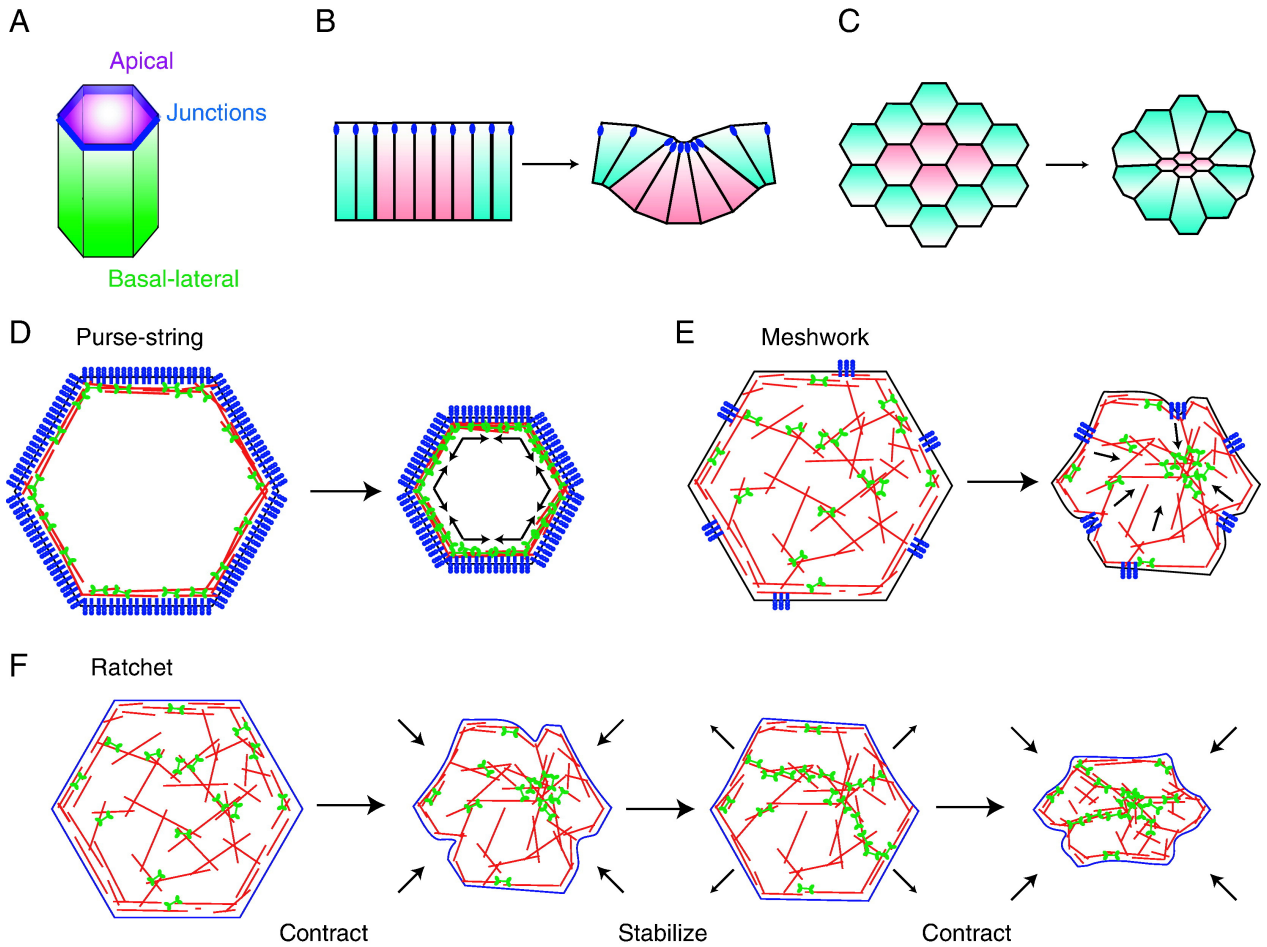 A
B
C
Apical
Junctions
Basal-lateral
D
Purse-string
E
Meshwork
F
Ratchet
Contract
Stabilize
Contract